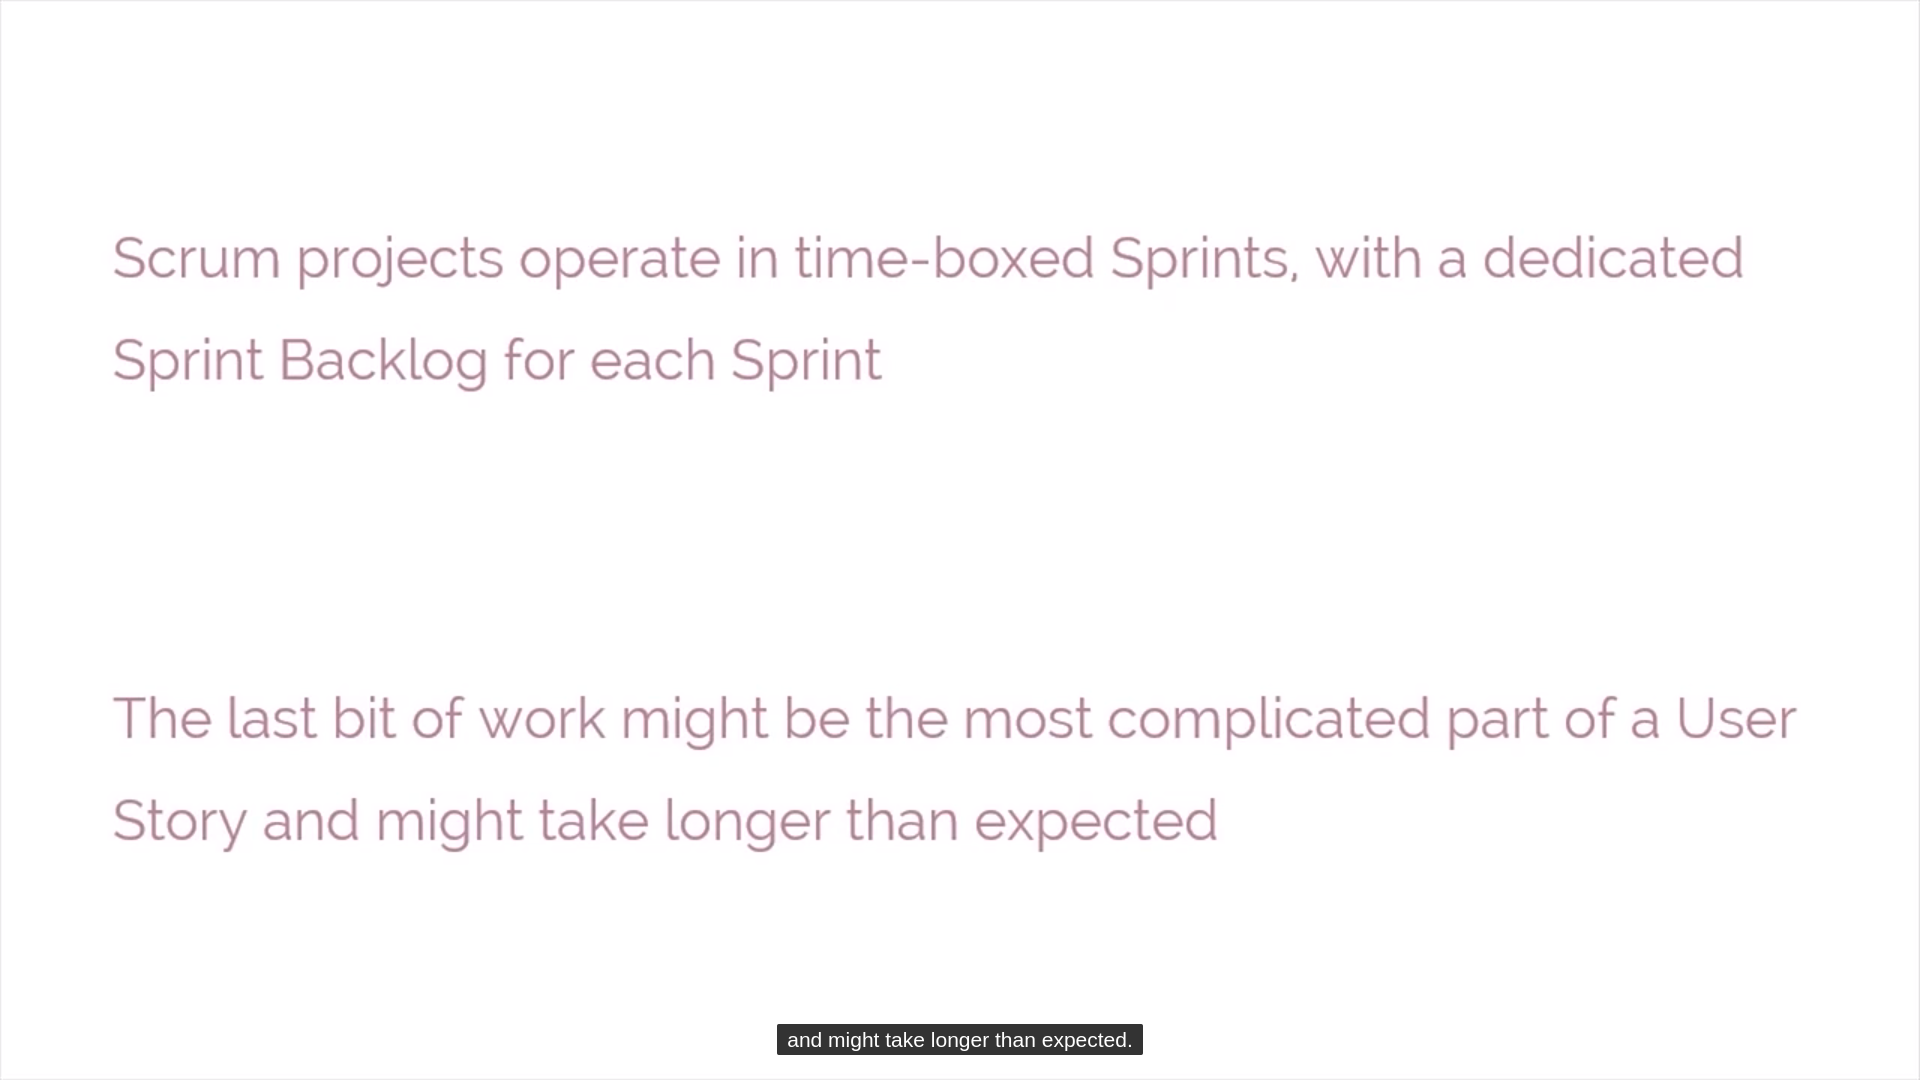 Scrum projects operate in time-boxed Sprints, with a dedicated
Sprint Backlog for each Sprint
The last bit of work might be the most complicated part of a User
Story and might take longer than expected
and might take longer than expected.